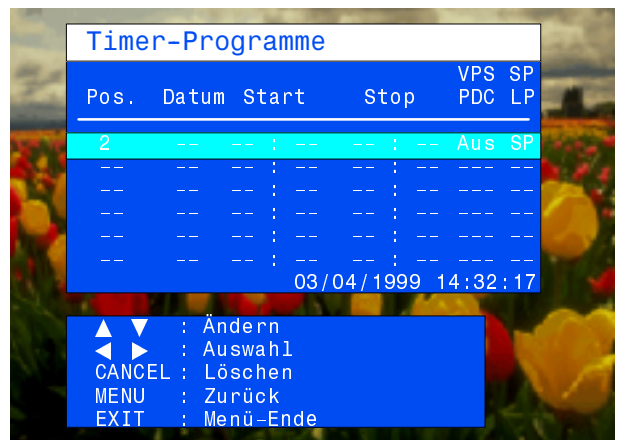 Timer-Programme
VPS SP
Pos. Datum Start Stop PDC LP
2 -- -- : -- -- : -- Aus SP
-- -- -- : -- -- : -- --- --
-- -- -- : -- -- : -- --- --
-- -- -- : -- -- : -- --- --
-- -- -- : -- -- : -- --- --
-- -- -- : -- -- : -- --- --
03/04/1999 14:32:17
▲ ▼ : Ändern
◀ ▶ : Auswahl
CANCEL : Löschen
MENU : Zurück
EXIT : Menü-Ende